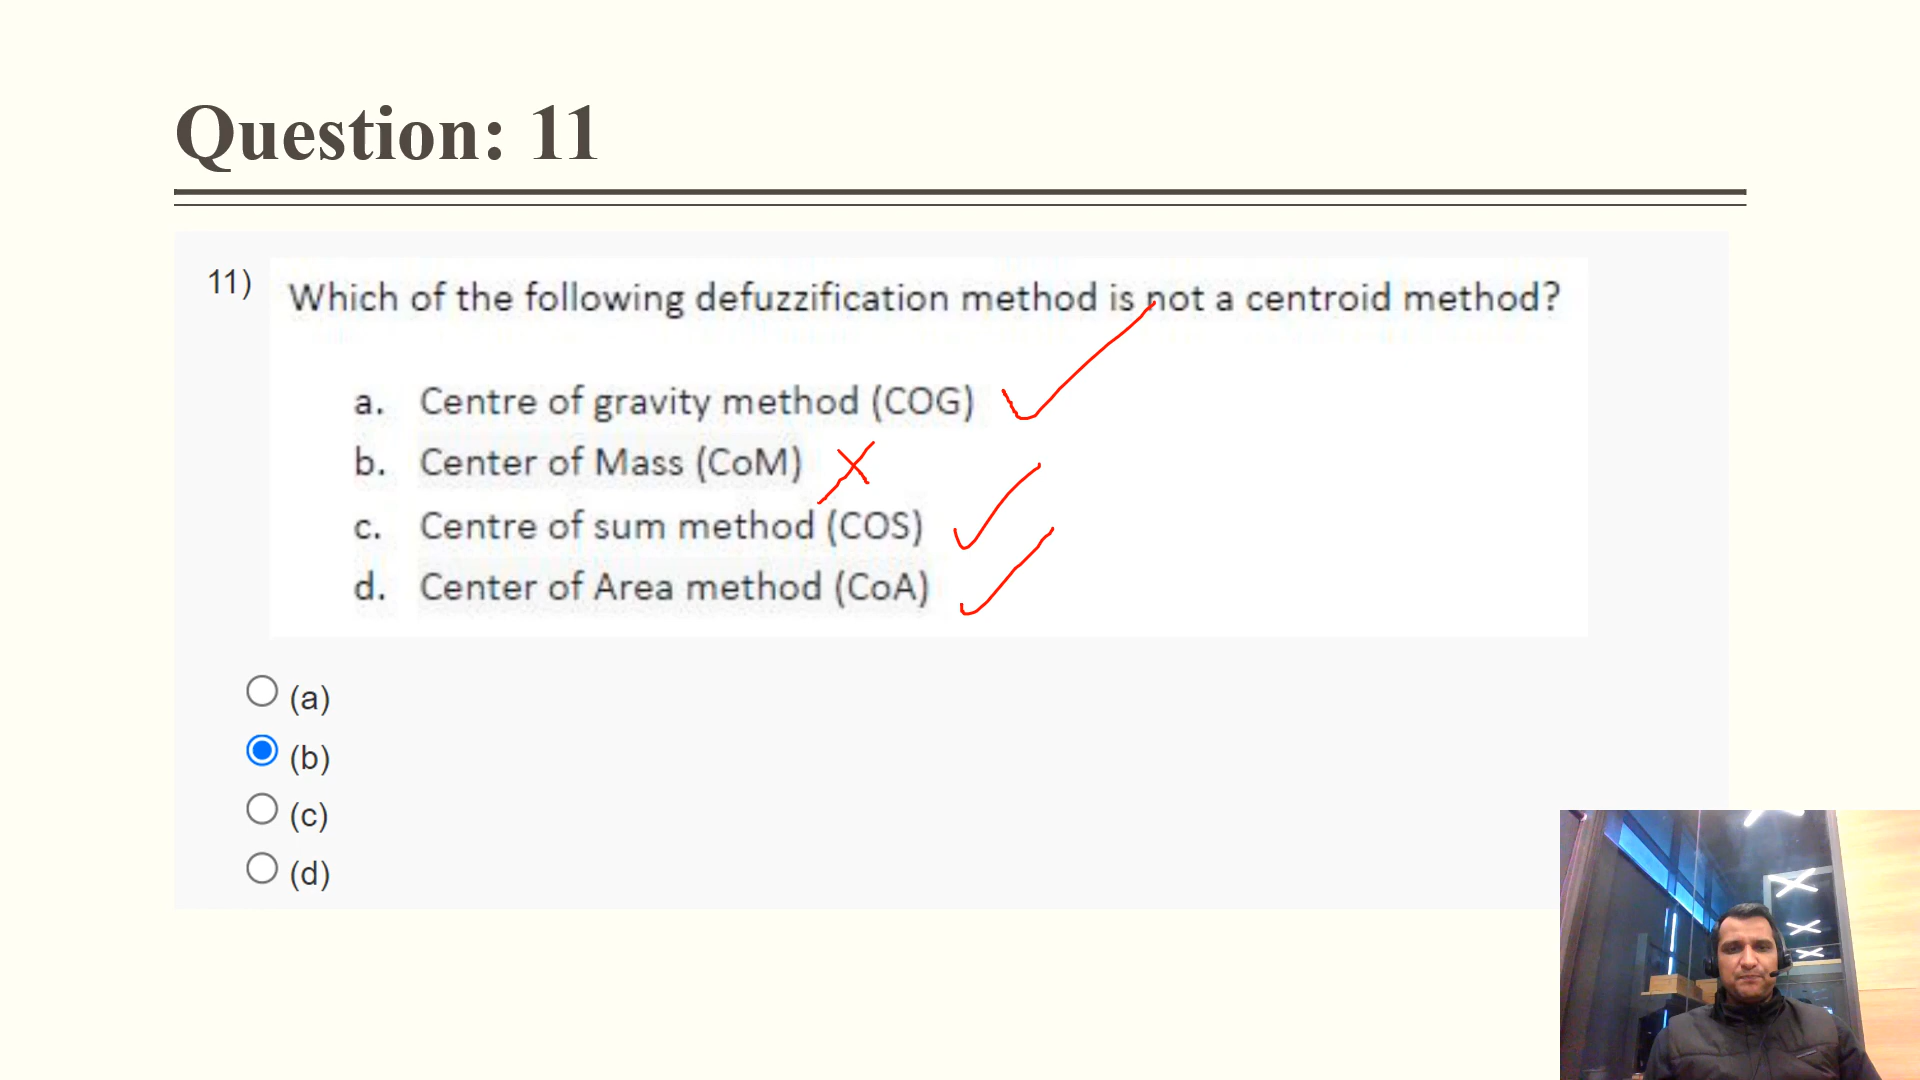 Question: 11
11) Which of the following defuzzification method is not a centroid method?
a. Centre of gravity method (COG)
b. Center of Mass (CoM)
c. Centre of sum method (COS)
d. Center of Area method (CoA)
(a)
(b)
(c)
(d)